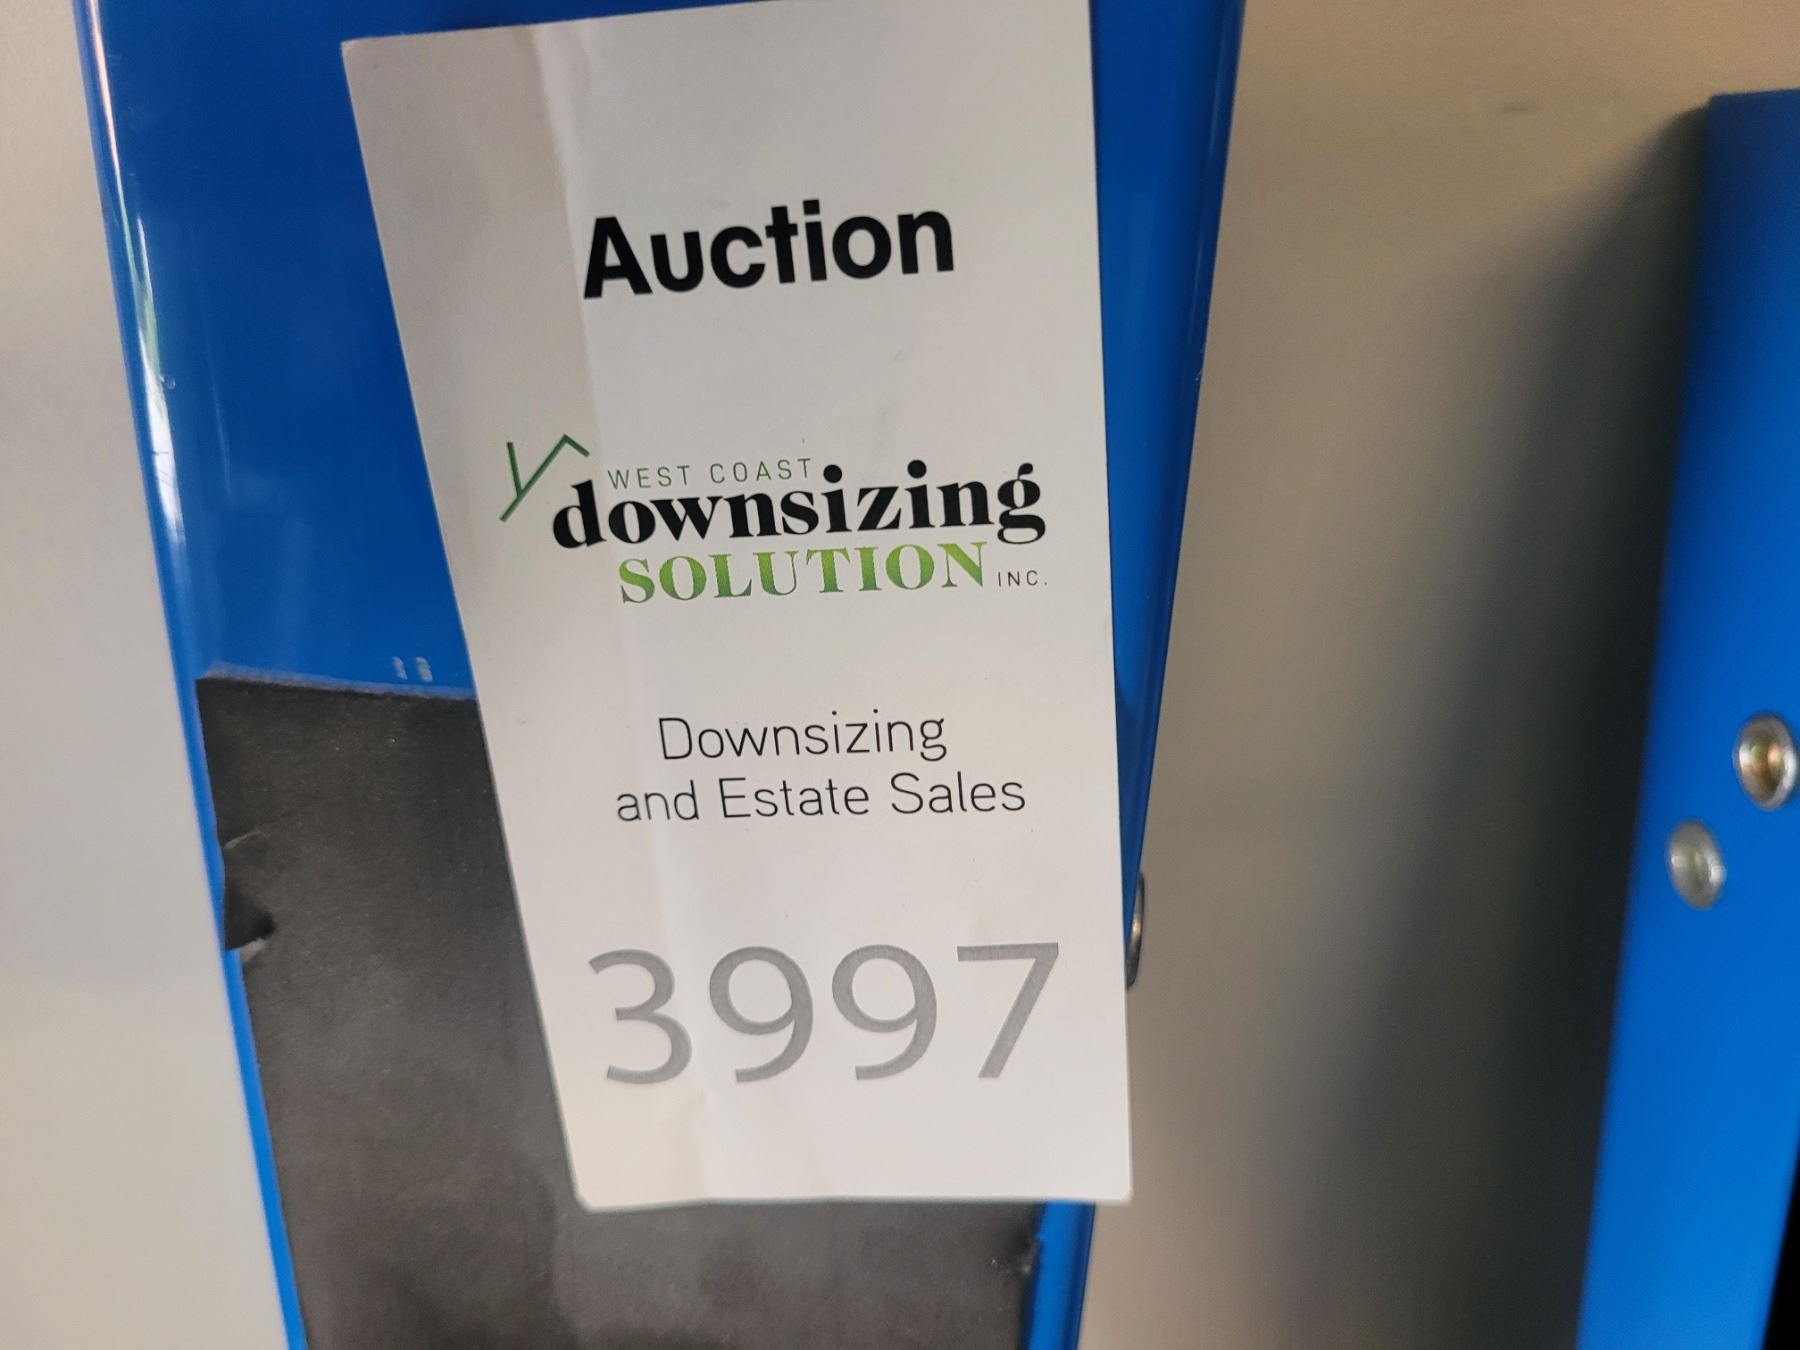 Auction
WEST COAST
downsizing
SOLUTION INC.
Downsizing
and Estate Sales
3997